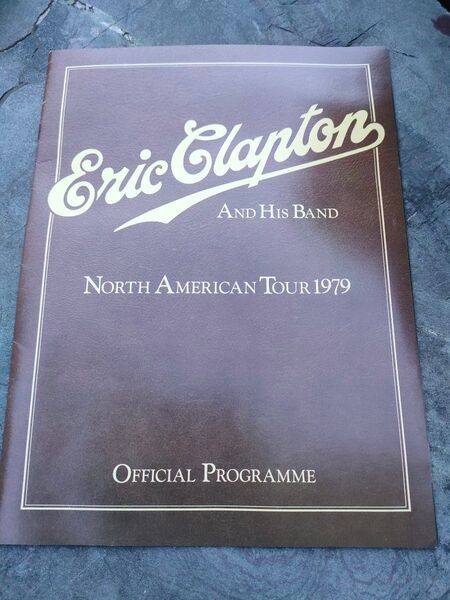 Eric Clapton
And His Band
North American Tour 1979
Official Programme